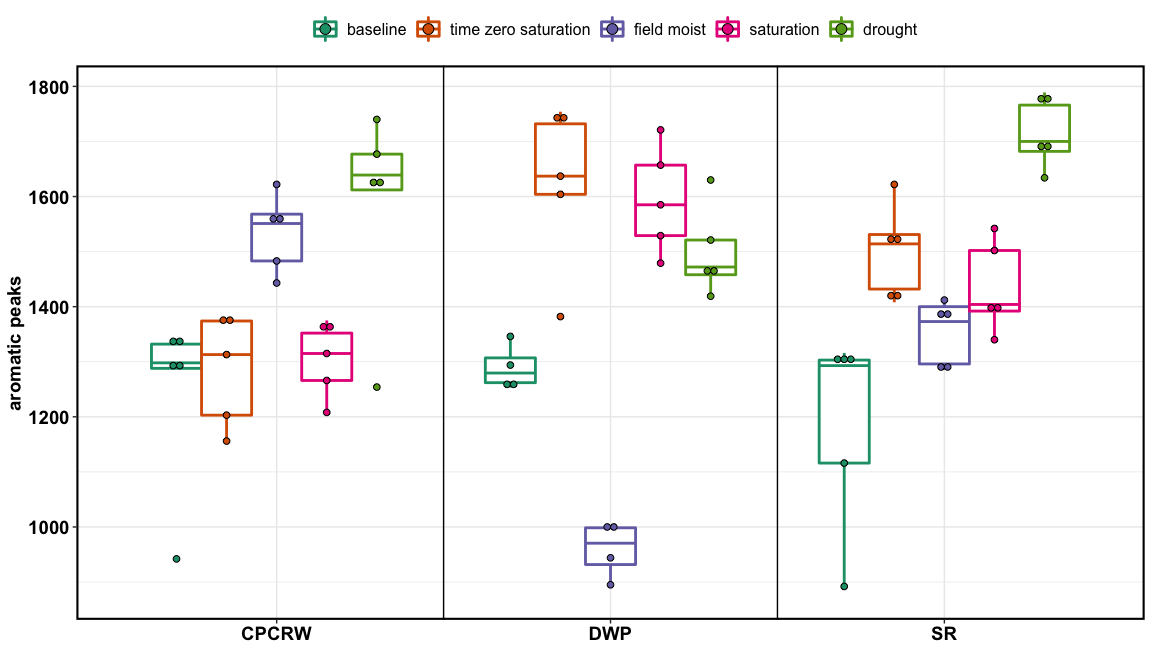 baseline time zero saturation field moist saturation drought
aromatic peaks
1800
1600
1400
1200
1000
CPCRW DWP SR